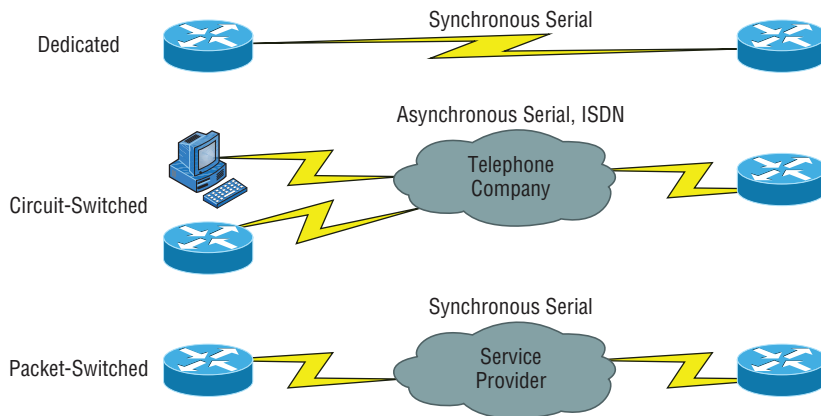 Synchronous Serial
Dedicated
Asynchronous Serial, ISDN
Telephone
Company
Circuit-Switched
Synchronous Serial
Service
Provider
Packet-Switched